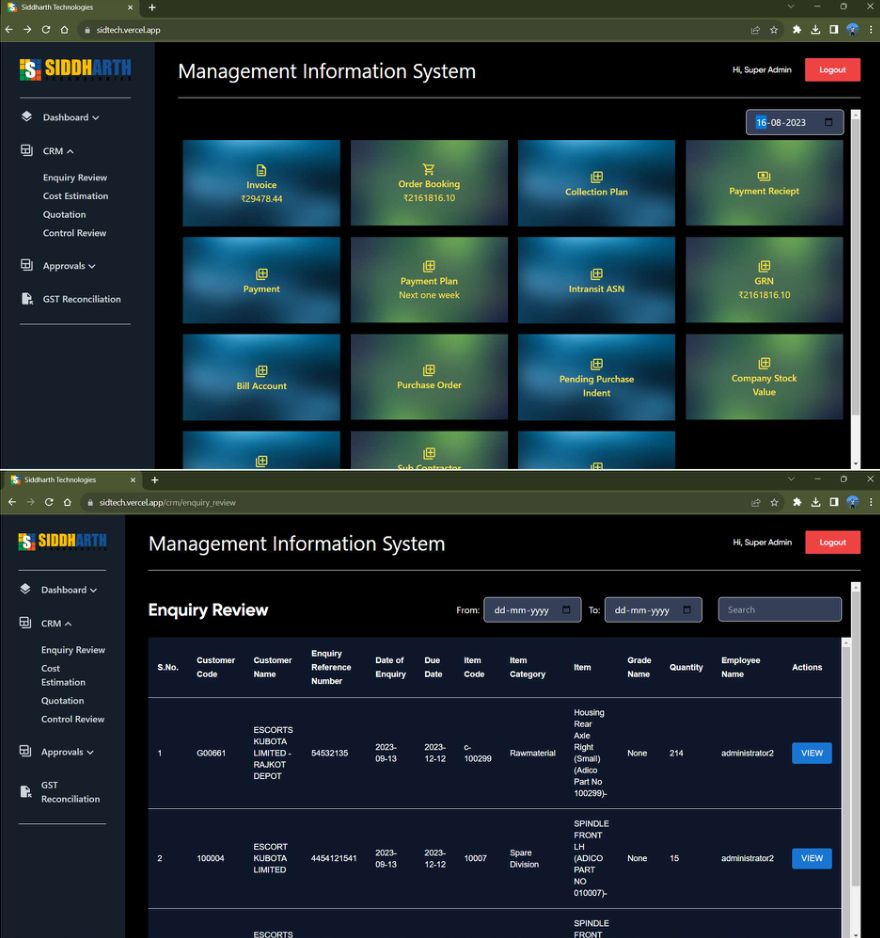 Siddharth Technologies
sidtech.vercel.app
SIDDHARTH
Management Information System
Hi, Super Admin
Logout
16-08-2023
Dashboard
CRM
Enquiry Review
Cost Estimation
Quotation
Control Review
Approvals
GST Reconciliation
Invoice
₹29478.44
Order Booking
₹2161816.10
Collection Plan
Payment Reciept
Payment
Payment Plan
Next one week
Intransit ASN
GRN
₹2161816.10
Bill Account
Purchase Order
Pending Purchase
Indent
Company Stock
Value
Sub Contractor
Siddharth Technologies
sidtech.vercel.app/crm/enquiry_review
SIDDHARTH
Management Information System
Hi, Super Admin
Logout
Dashboard
CRM
Enquiry Review
Cost
Estimation
Quotation
Control Review
Approvals
GST
Reconciliation
Enquiry Review
From: dd-mm-yyyy To: dd-mm-yyyy Search
S.No.
Customer
Code
Customer
Name
Enquiry
Reference
Number
Date of
Enquiry
Due
Date
Item
Code
Item
Category
Item
Grade
Name
Quantity
Employee
Name
Actions
1
G00661
ESCORTS
KUBOTA
LIMITED -
RAJKOT
DEPOT
54532135
2023-
09-13
2023-
12-12
c-
100299
Rawmaterial
Housing
Rear
Axle
Right
(Small)
(Adico
Part No
100299)-
None
214
administrator2
VIEW
2
100004
ESCORT
KUBOTA
LIMITED
4454121541
2023-
09-13
2023-
12-12
10007
Spare
Division
SPINDLE
FRONT
LH
(ADICO
PART
NO
010007)-
None
15
administrator2
VIEW
ESCORTS
SPINDLE
FRONT